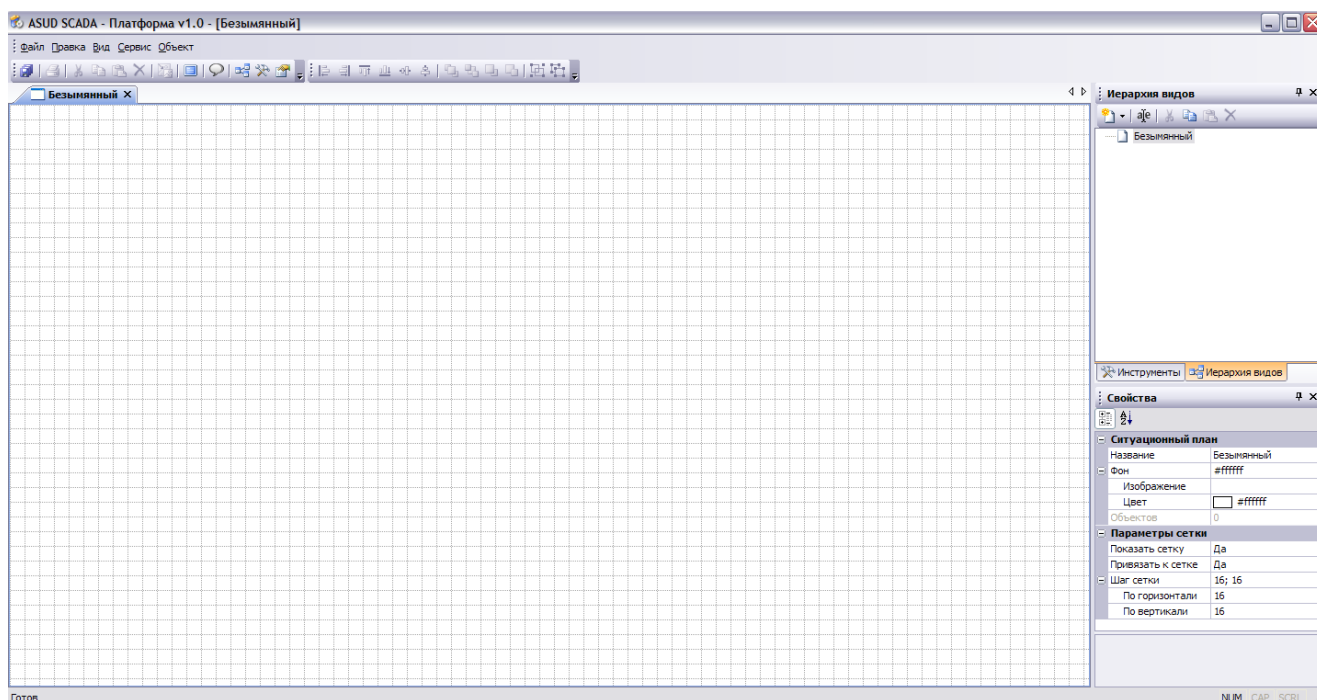 ASUD SCADA - Платформа v1.0 - [Безымянный]
Файл Правка Вид Сервис Объект
Безымянный
Иерархия видов
Безымянный
Инструменты Иерархия видов
Свойства
Ситуационный план
Название Безымянный
Фон #ffffff
Изображение
Цвет #ffffff
Объектов 0
Параметры сетки
Показать сетку Да
Привязать к сетке Да
Шаг сетки 16; 16
По горизонтали 16
По вертикали 16
Готов NUM CAP SCRL